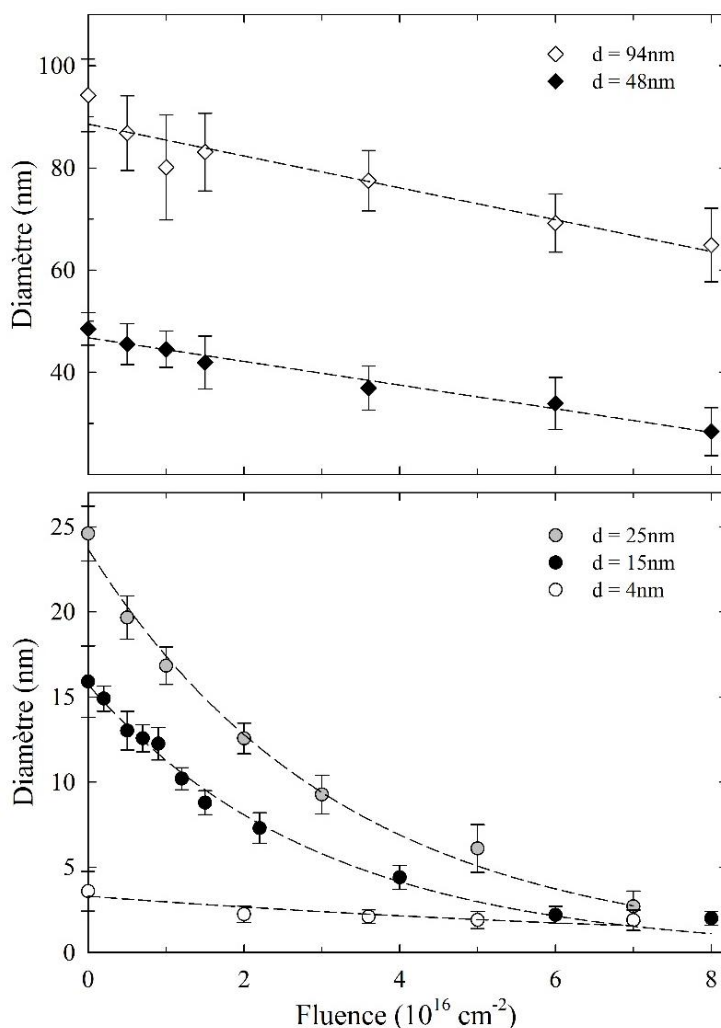 100
80
60
40
Diamètre (nm)
d = 94nm
d = 48nm
25
20
15
10
5
0
Diamètre (nm)
d = 25nm
d = 15nm
d = 4nm
0 2 4 6 8
Fluence (10¹⁶ cm⁻²)